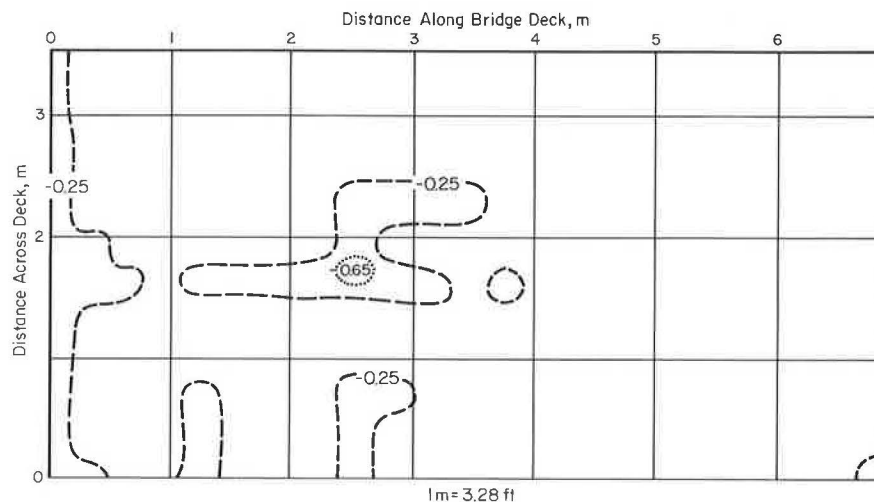 Distance Along Bridge Deck, m
0 1 2 3 4 5 6
3
-0.25
-0.25
2
-0.65
Distance Across Deck, m
-0.25
0
1m=3.28 ft